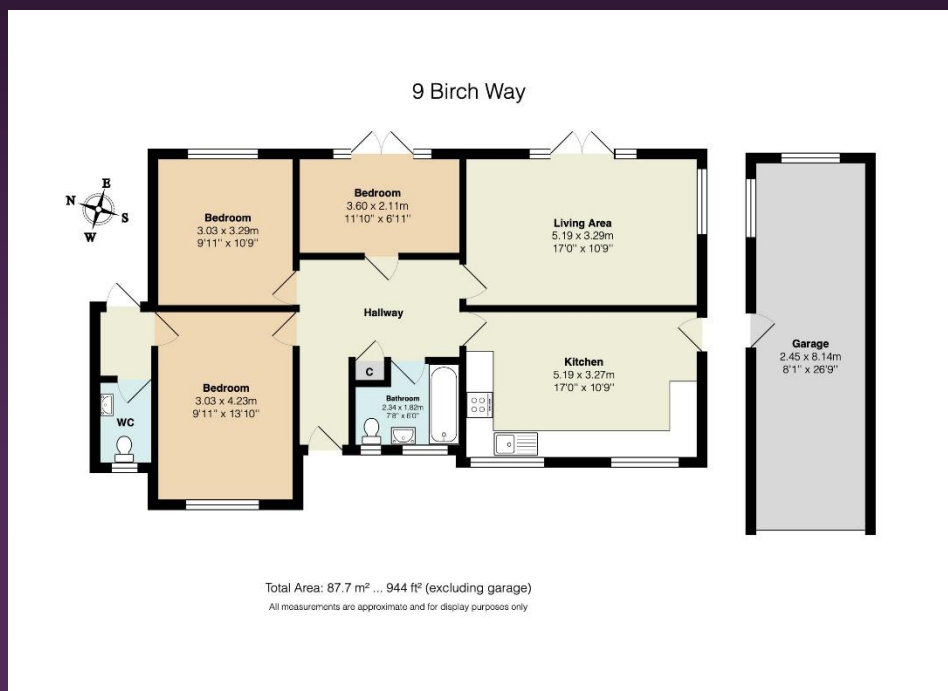 9 Birch Way
N
E
S
W
Bedroom
3.03 x 3.29m
9'11" x 10'9"
Bedroom
3.60 x 2.11m
11'10" x 6'11"
Living Area
5.19 x 3.29m
17'0" x 10'9"
Hallway
Bedroom
3.03 x 4.23m
9'11" x 13'10"
WC
C
Bathroom
2.34 x 1.82m
7'8" x 6'0"
Kitchen
5.19 x 3.27m
17'0" x 10'9"
Garage
2.45 x 8.14m
8'1" x 26'9"
Total Area: 87.7 m² ... 944 ft² (excluding garage)
All measurements are approximate and for display purposes only